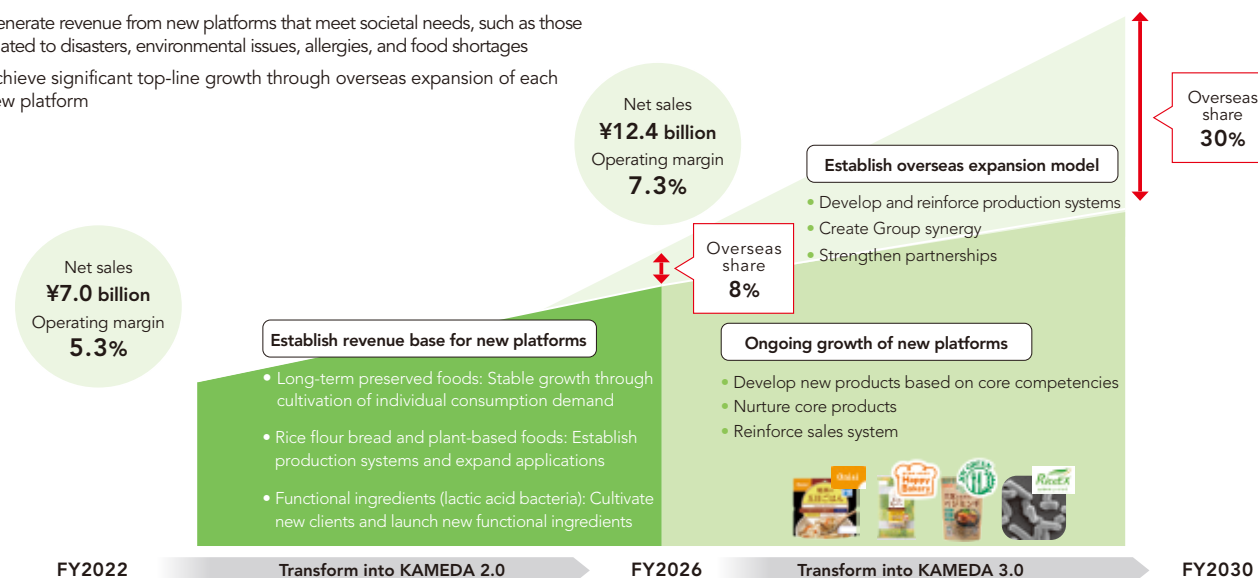 enerate revenue from new platforms that meet societal needs, such as those
ated to disasters, environmental issues, allergies, and food shortages
chieve significant top-line growth through overseas expansion of each
ew platform
Net sales
¥12.4 billion
Operating margin
7.3%
Overseas
share
30%
Establish overseas expansion model
• Develop and reinforce production systems
• Create Group synergy
• Strengthen partnerships
Net sales
¥7.0 billion
Operating margin
5.3%
Overseas
share
8%
Establish revenue base for new platforms
• Long-term preserved foods: Stable growth through
cultivation of individual consumption demand
• Rice flour bread and plant-based foods: Establish
production systems and expand applications
• Functional ingredients (lactic acid bacteria): Cultivate
new clients and launch new functional ingredients
Ongoing growth of new platforms
• Develop new products based on core competencies
• Nurture core products
• Reinforce sales system
Happy
Bakery
RiceEX
FY2022
Transform into KAMEDA 2.0
FY2026
Transform into KAMEDA 3.0
FY2030